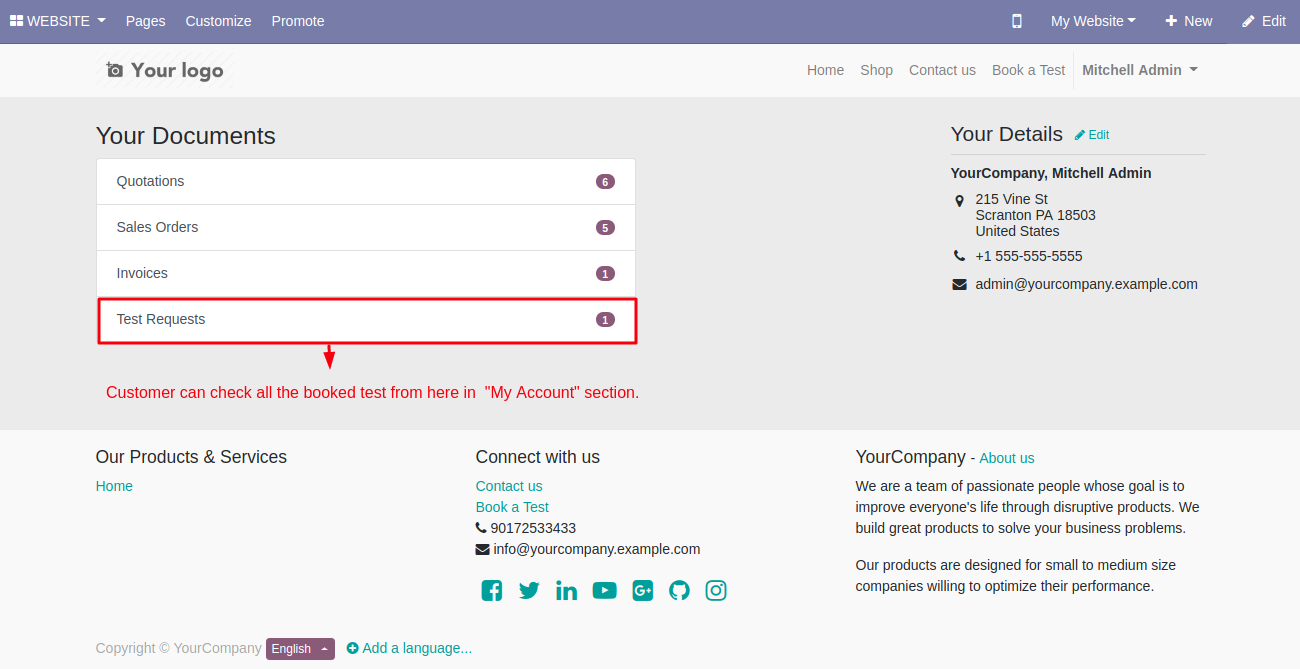 WEBSITE Pages Customize Promote My Website New Edit
Your logo Home Shop Contact us Book a Test Mitchell Admin
Your Documents
Quotations 6
Sales Orders 5
Invoices 1
Test Requests 1
Customer can check all the booked test from here in "My Account" section.
Your Details Edit
YourCompany, Mitchell Admin
215 Vine St
Scranton PA 18503
United States
+1 555-555-5555
admin@yourcompany.example.com
Our Products & Services
Home
Connect with us
Contact us
Book a Test
90172533433
info@yourcompany.example.com
YourCompany - About us
We are a team of passionate people whose goal is to
improve everyone's life through disruptive products. We
build great products to solve your business problems.
Our products are designed for small to medium size
companies willing to optimize their performance.
Copyright © YourCompany English Add a language...